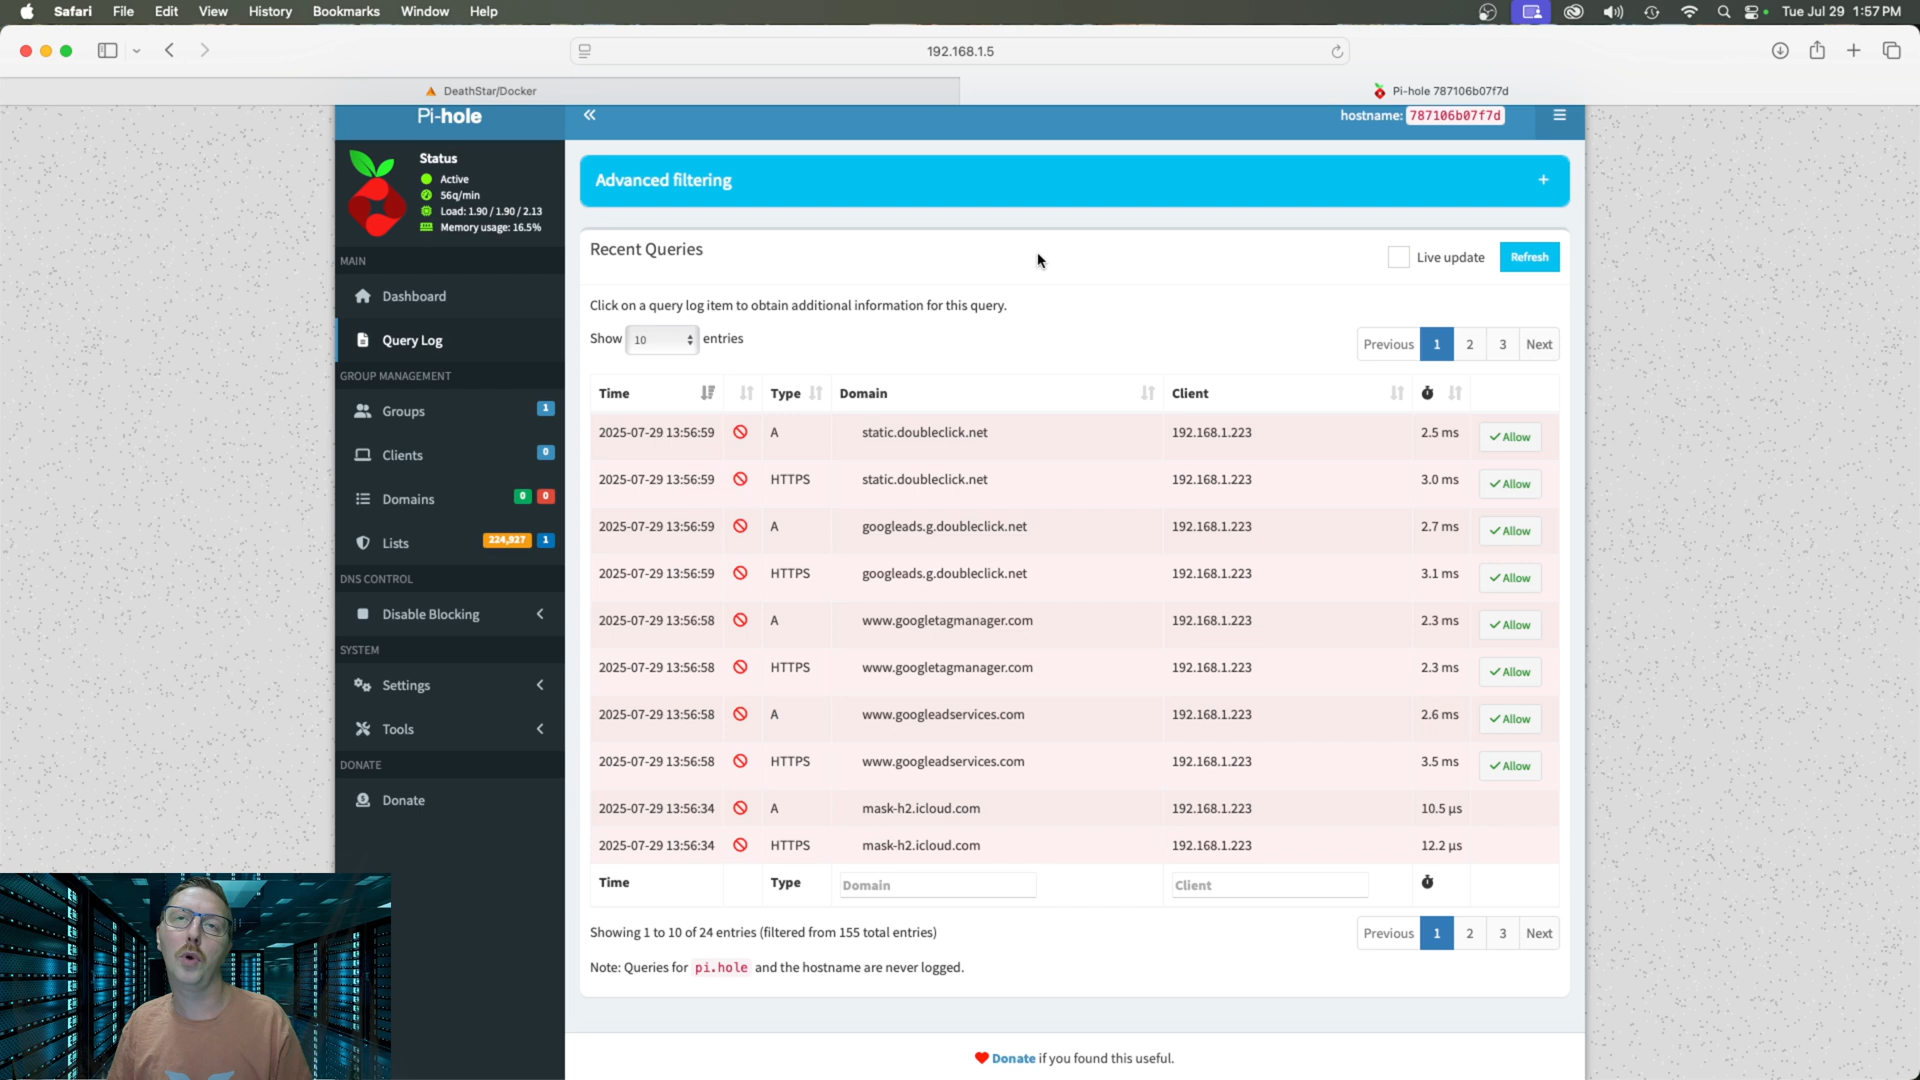 Safari File Edit View History Bookmarks Window Help Tue Jul 29 1:57 PM
192.168.1.5
DeathStar/Docker Pi-hole 787106b07f7d
Pi-hole hostname: 787106b07f7d
Status
Active
56q/min
Load: 1.90 / 1.90 / 2.13
Memory usage: 16.5%
MAIN
Dashboard
Query Log
GROUP MANAGEMENT
Groups 1
Clients 0
Domains 0 0
Lists 224,927 1
DNS CONTROL
Disable Blocking
SYSTEM
Settings
Tools
DONATE
Donate
Advanced filtering
Recent Queries Live update Refresh
Click on a query log item to obtain additional information for this query.
Show 10 entries Previous 1 2 3 Next
Time Type Domain Client
2025-07-29 13:56:59 A static.doubleclick.net 192.168.1.223 2.5 ms Allow
2025-07-29 13:56:59 HTTPS static.doubleclick.net 192.168.1.223 3.0 ms Allow
2025-07-29 13:56:59 A googleads.g.doubleclick.net 192.168.1.223 2.7 ms Allow
2025-07-29 13:56:59 HTTPS googleads.g.doubleclick.net 192.168.1.223 3.1 ms Allow
2025-07-29 13:56:58 A www.googletagmanager.com 192.168.1.223 2.3 ms Allow
2025-07-29 13:56:58 HTTPS www.googletagmanager.com 192.168.1.223 2.3 ms Allow
2025-07-29 13:56:58 A www.googleadservices.com 192.168.1.223 2.6 ms Allow
2025-07-29 13:56:58 HTTPS www.googleadservices.com 192.168.1.223 3.5 ms Allow
2025-07-29 13:56:34 A mask-h2.icloud.com 192.168.1.223 10.5 µs
2025-07-29 13:56:34 HTTPS mask-h2.icloud.com 192.168.1.223 12.2 µs
Time Type Domain Client
Showing 1 to 10 of 24 entries (filtered from 155 total entries) Previous 1 2 3 Next
Note: Queries for pi.hole and the hostname are never logged.
Donate if you found this useful.